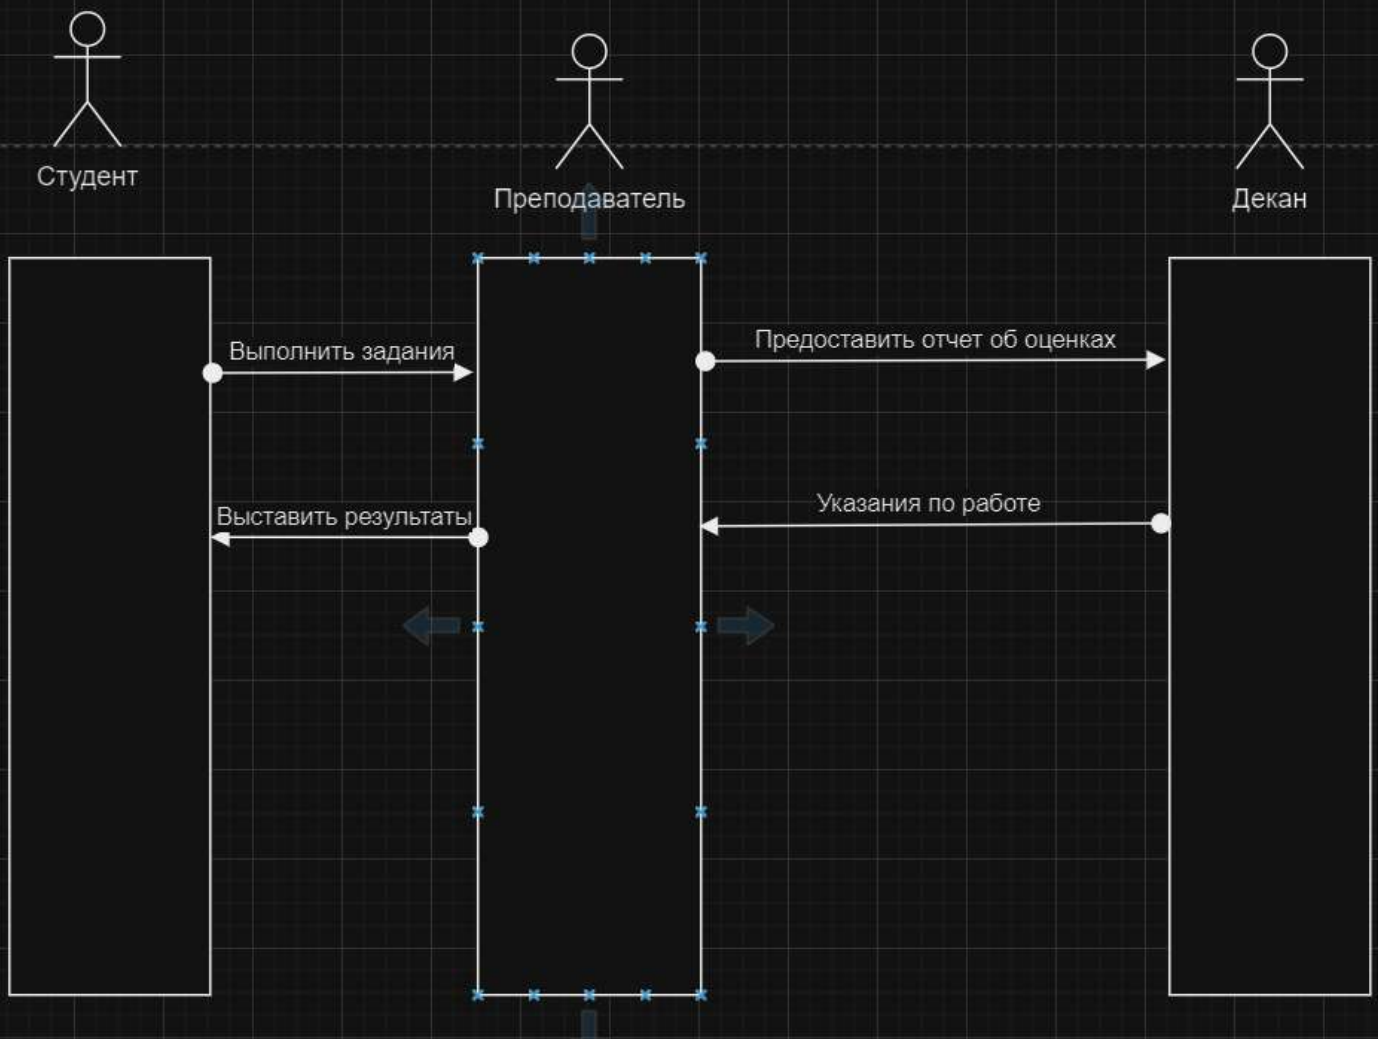 Студент
Преподаватель
Декан
Выполнить задания
Предоставить отчет об оценках
Выставить результаты
Указания по работе